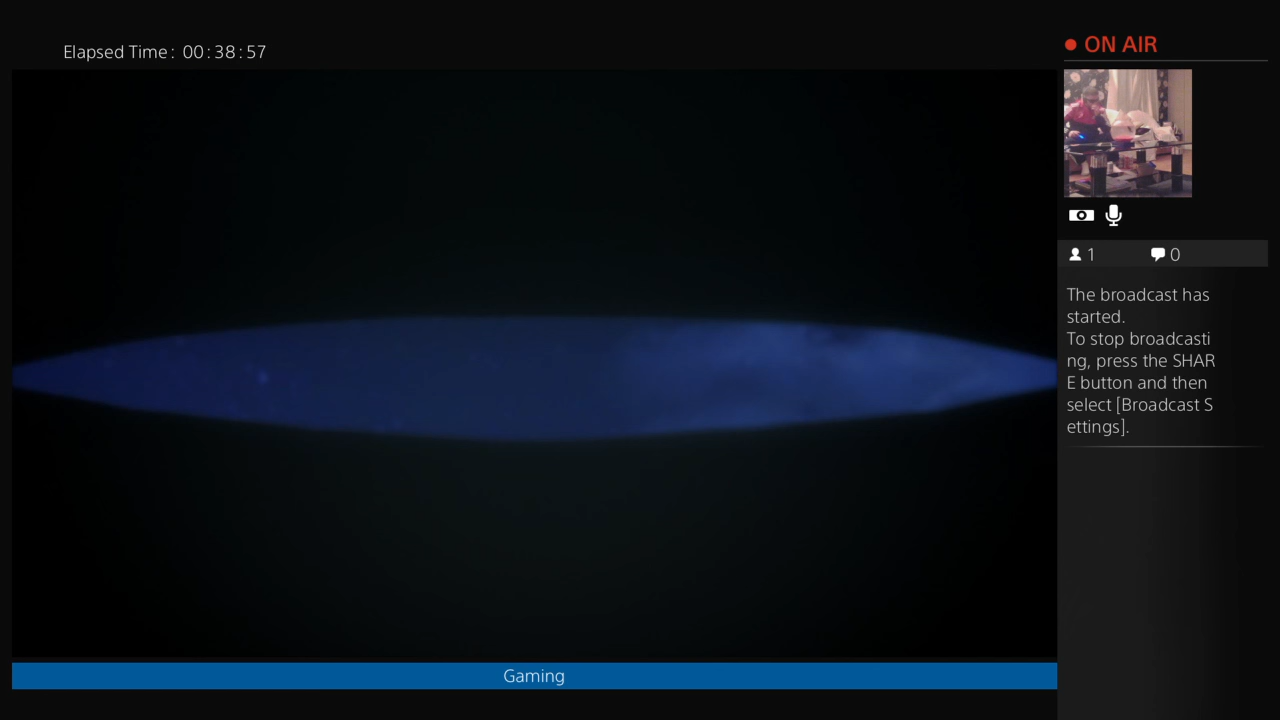 Elapsed Time: 00:38:57
ON AIR
1 0
The broadcast has
started.
To stop broadcasti
ng, press the SHAR
E button and then
select [Broadcast S
ettings].
Gaming